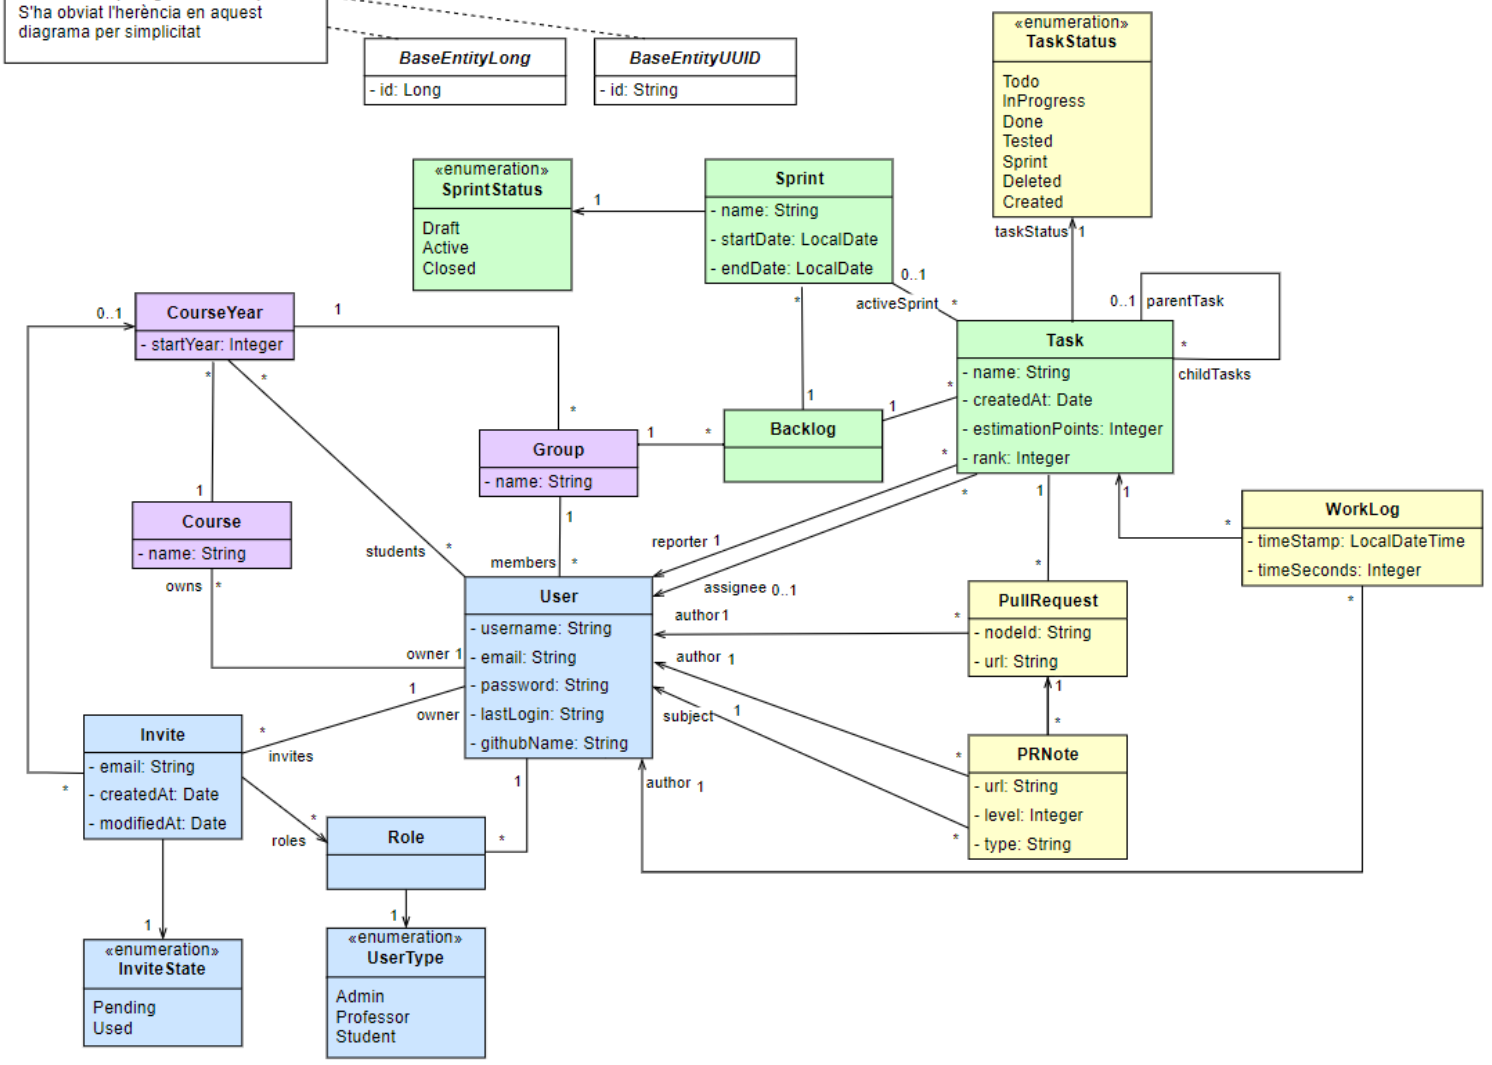 S'ha obviat l'herència en aquest
diagrama per simplicitat
BaseEntityLong
- id: Long
BaseEntityUUID
- id: String
«enumeration»
TaskStatus
Todo
InProgress
Done
Tested
Sprint
Deleted
Created
taskStatus 1
«enumeration»
SprintStatus
Draft
Active
Closed
1
Sprint
- name: String
- startDate: LocalDate
- endDate: LocalDate
0..1
activeSprint *
*
1
0..1 parentTask
*
childTasks
Task
- name: String
- createdAt: Date
- estimationPoints: Integer
- rank: Integer
0..1
CourseYear
- startYear: Integer
1
*
*
*
1
Group
- name: String
1 *
Backlog
1 *
Course
- name: String
owns *
students *
1
members *
*
*
reporter 1
assignee 0..1
1
*
1
*
WorkLog
- timeStamp: LocalDateTime
- timeSeconds: Integer
*
User
- username: String
- email: String
- password: String
- lastLogin: String
- githubName: String
author 1 *
PullRequest
- nodeId: String
- url: String
author 1
subject 1
1
*
owner 1
1
owner
*
invites
Invite
- email: String
- createdAt: Date
- modifiedAt: Date
*
*
roles
Role
1
*
author 1
*
*
PRNote
- url: String
- level: Integer
- type: String
1
«enumeration»
InviteState
Pending
Used
1
«enumeration»
UserType
Admin
Professor
Student